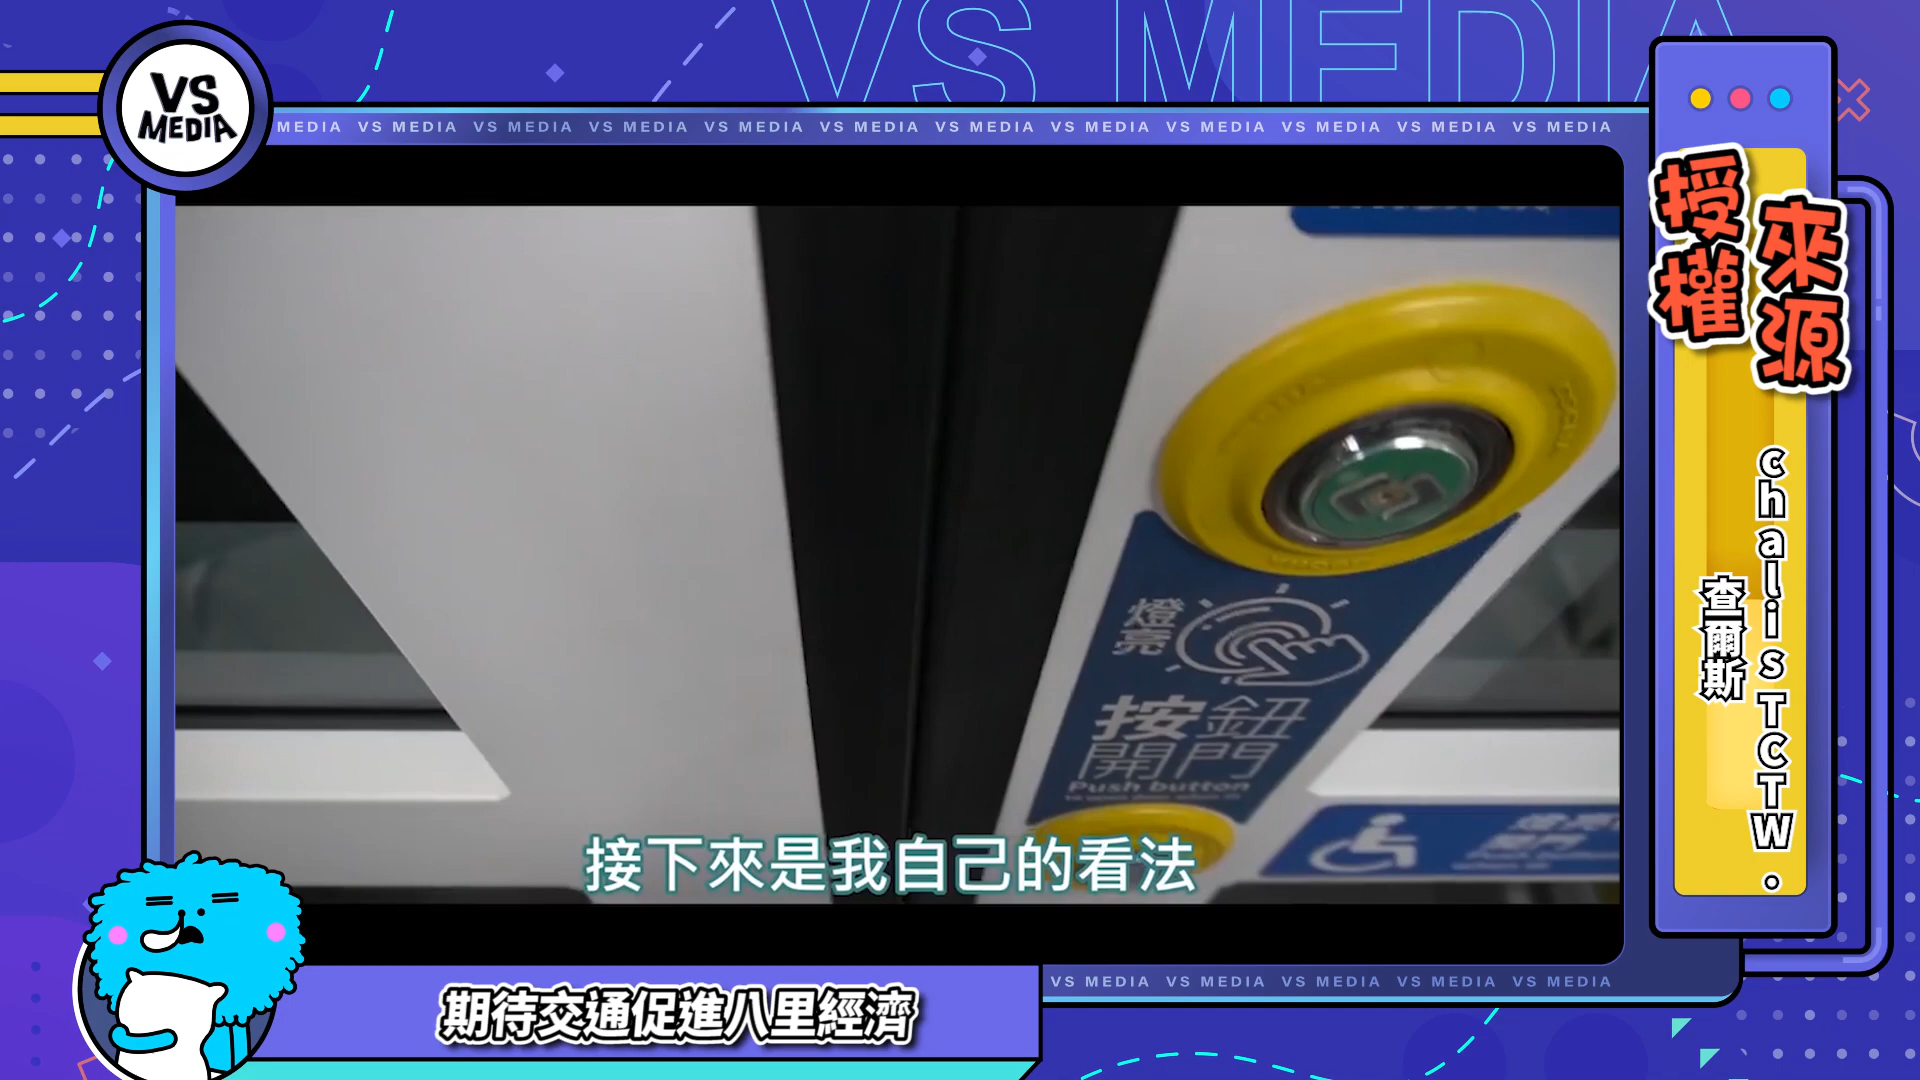 VS MEDIA
VS
MEDIA
MEDIA VS MEDIA VS MEDIA VS MEDIA VS MEDIA VS MEDIA VS MEDIA VS MEDIA VS MEDIA VS MEDIA VS MEDIA VS MEDIA
授權
來源
chalisTCTW。
查爾斯
燈亮
按鈕
開門
Push button
接下來是我自己的看法
VS MEDIA VS MEDIA VS MEDIA VS MEDIA VS MEDIA
期待交通促進八里經濟